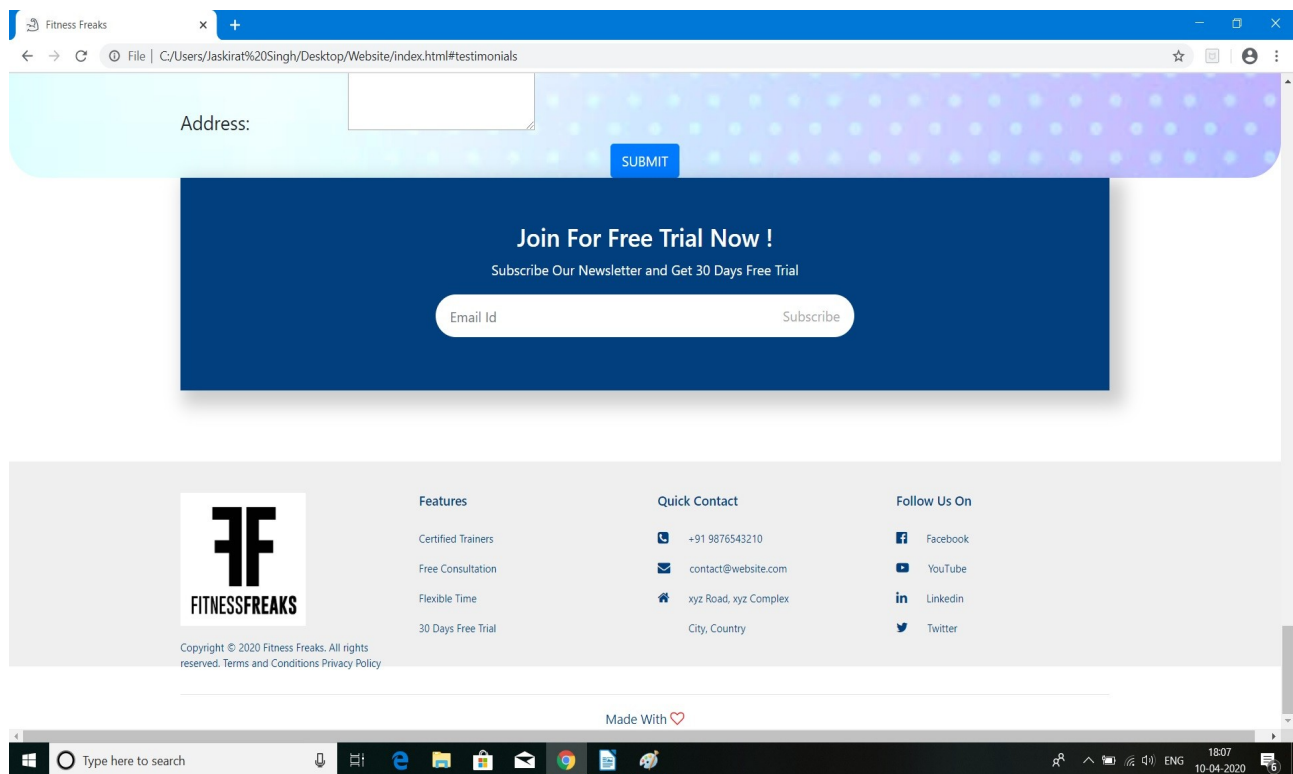 Fitness Freaks
File | C:/Users/Jaskirat%20Singh/Desktop/Website/index.html#testimonials
Address:
SUBMIT
Join For Free Trial Now !
Subscribe Our Newsletter and Get 30 Days Free Trial
Email Id Subscribe
FF
FITNESSFREAKS
Copyright © 2020 Fitness Freaks. All rights
reserved. Terms and Conditions Privacy Policy
Features
Certified Trainers
Free Consultation
Flexible Time
30 Days Free Trial
Quick Contact
+91 9876543210
contact@website.com
xyz Road, xyz Complex
City, Country
Follow Us On
Facebook
YouTube
Linkedin
Twitter
Made With
Type here to search
ENG
18:07
10-04-2020
6